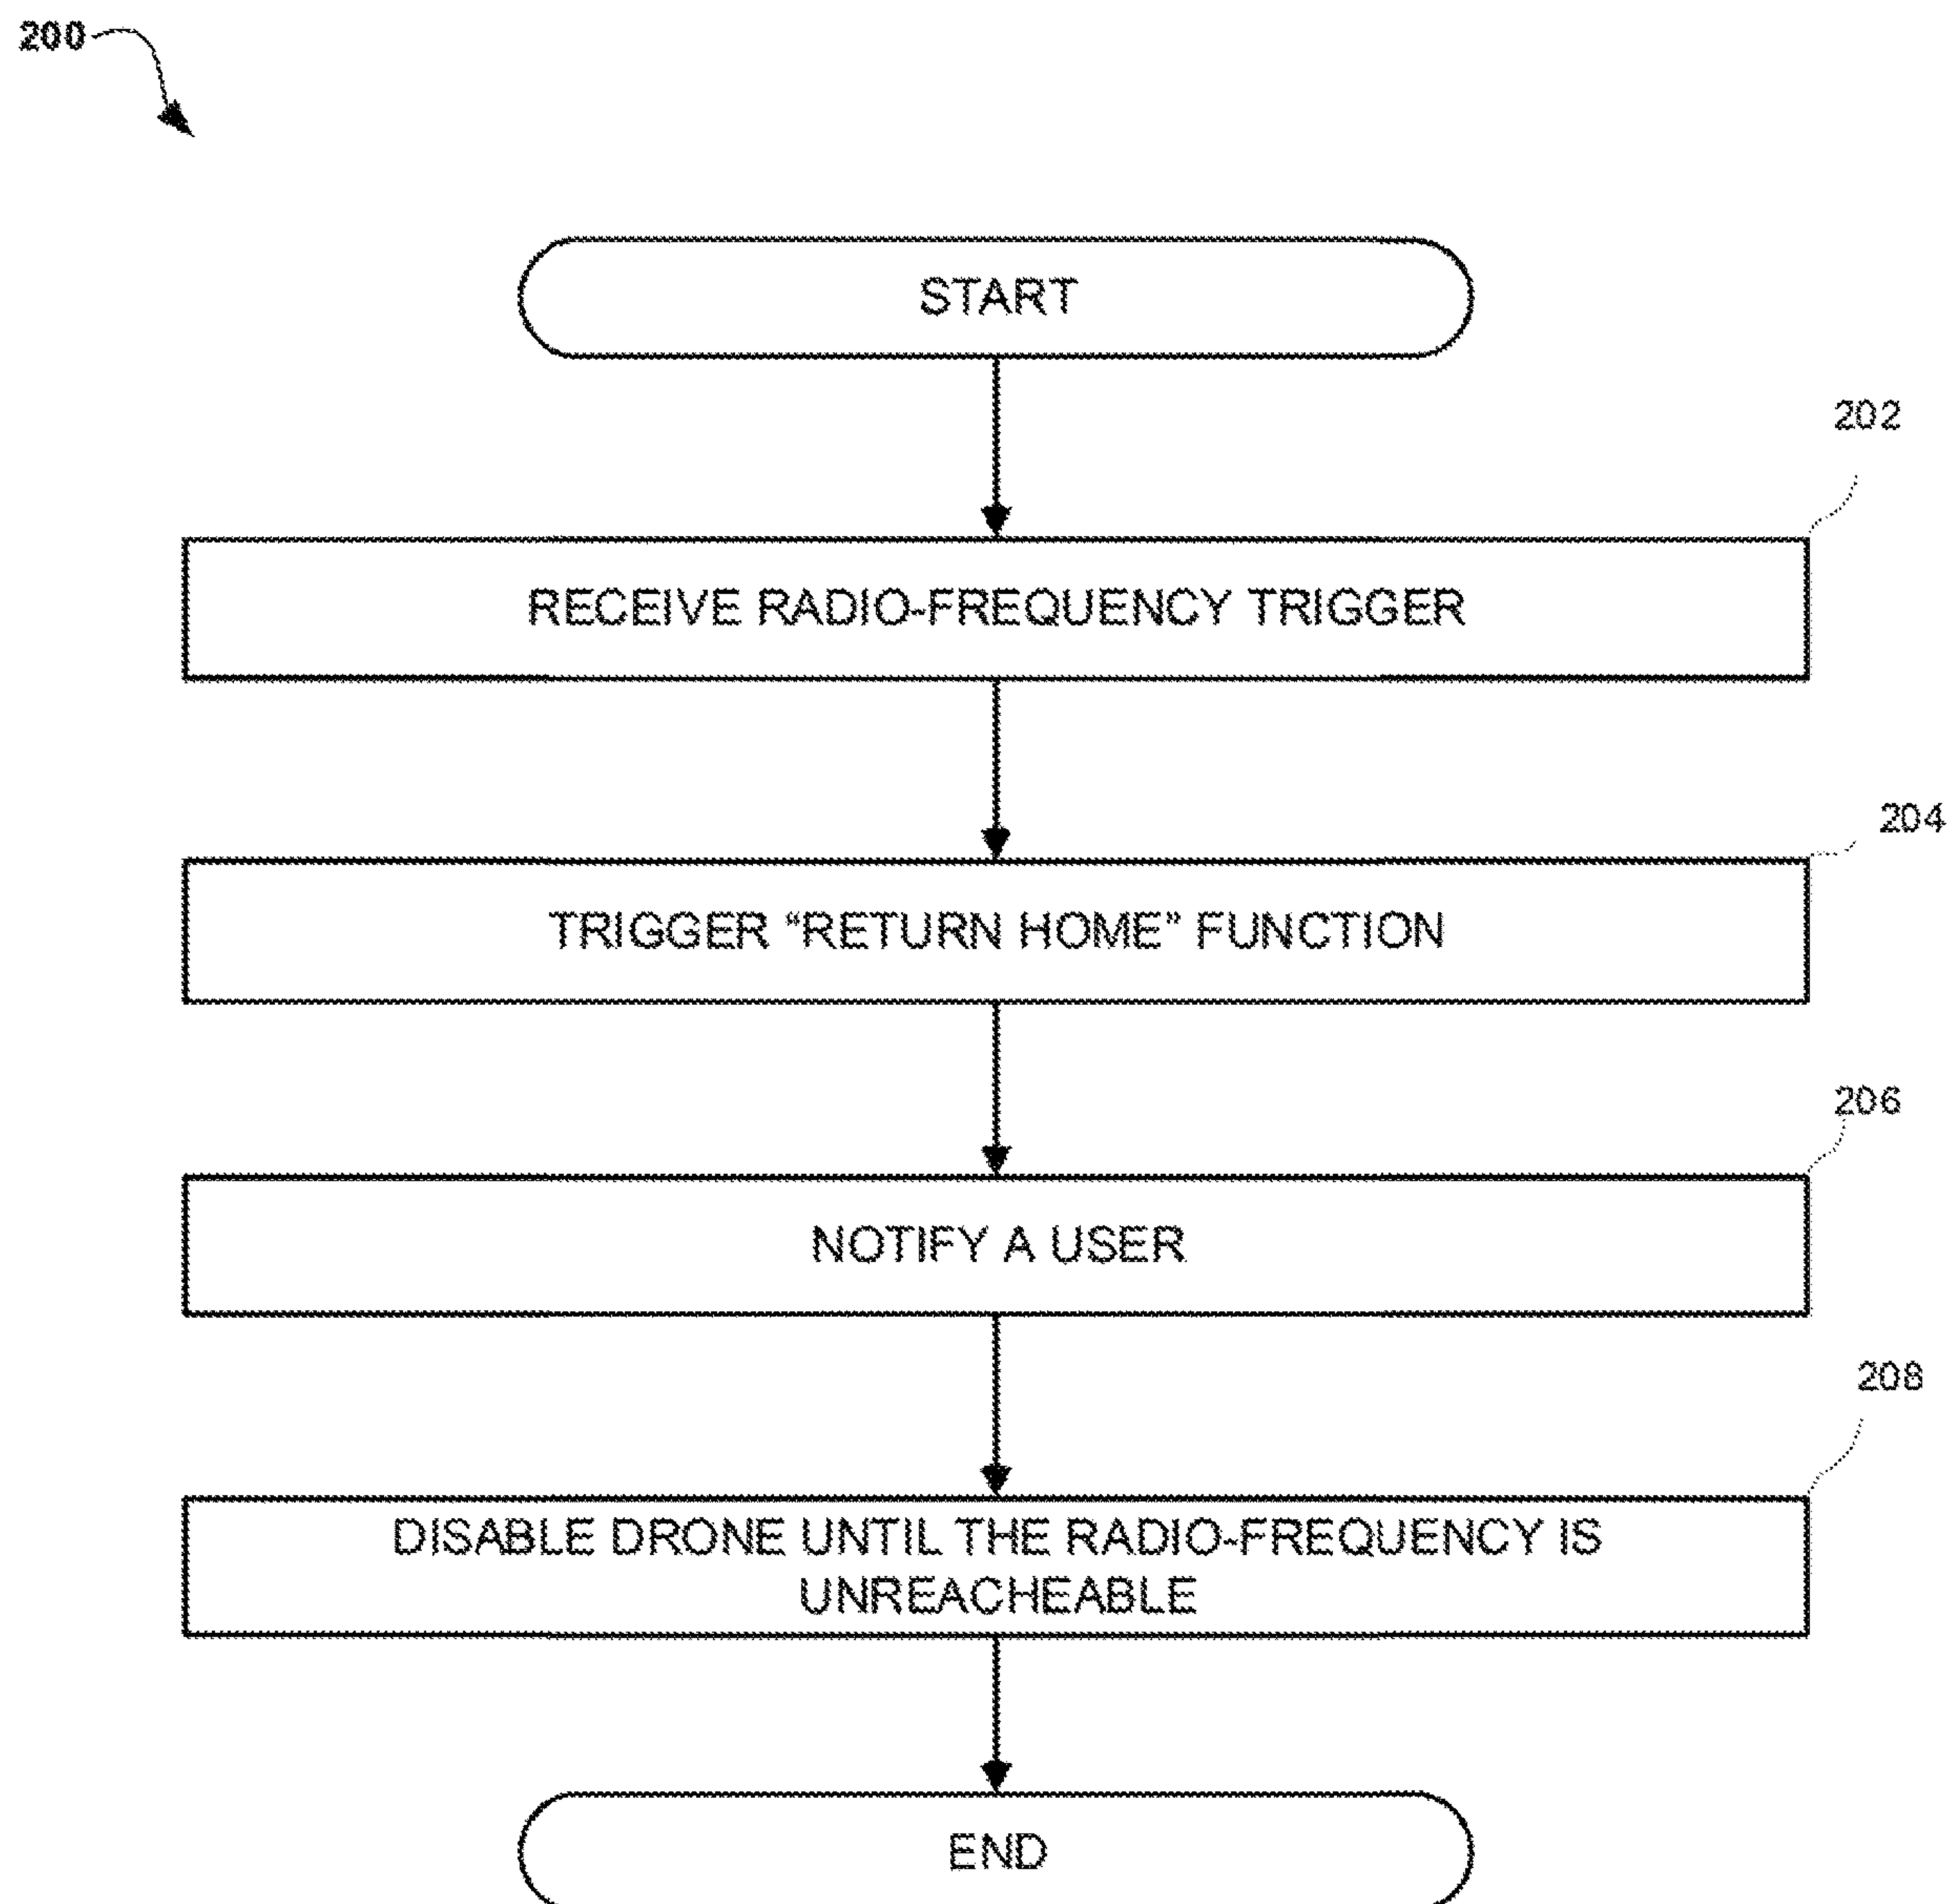 200
START
202
RECEIVE RADIO-FREQUENCY TRIGGER
204
TRIGGER “RETURN HOME” FUNCTION
206
NOTIFY A USER
208
DISABLE DRONE UNTIL THE RADIO-FREQUENCY IS
UNREACHEABLE
END